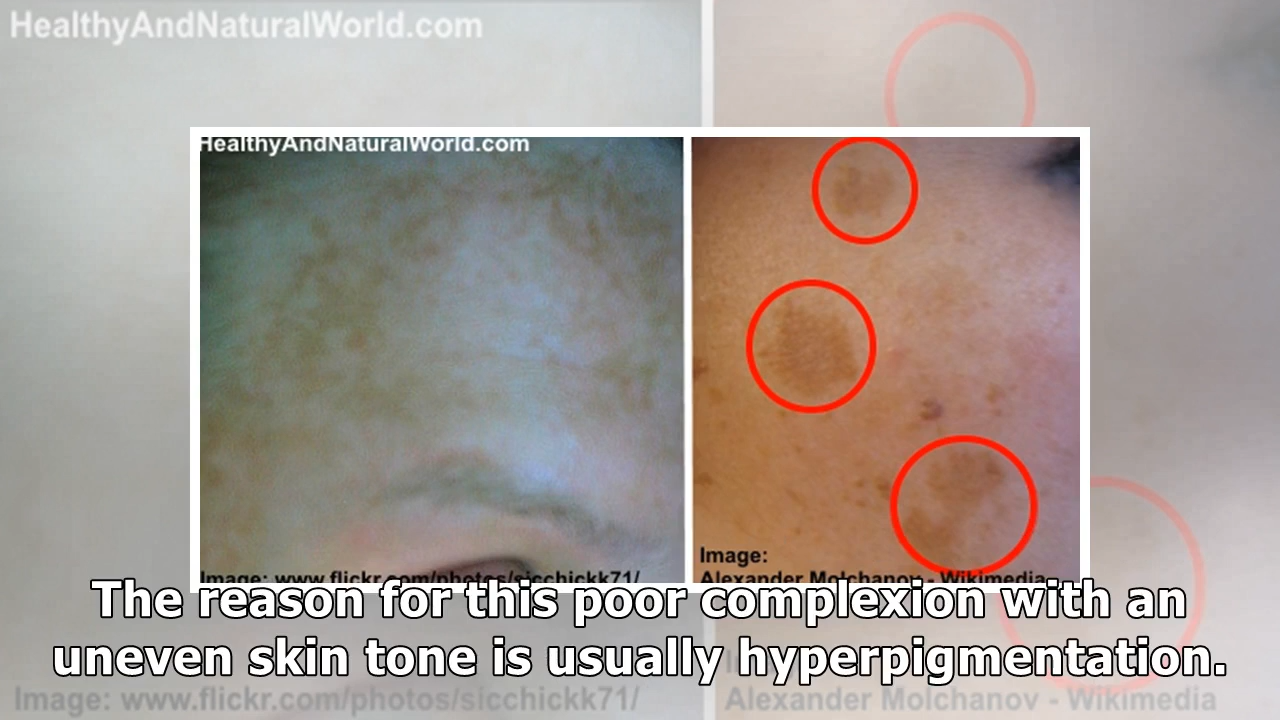 HealthyAndNaturalWorld.com
HealthyAndNaturalWorld.com
Image:
Image: www.flickr.com/photos/sicchickk71/
Alexander Molchanov - Wikimedia
The reason for this poor complexion with an
uneven skin tone is usually hyperpigmentation.
Image: www.flickr.com/photos/sicchickk71/
Alexander Molchanov - Wikimedia